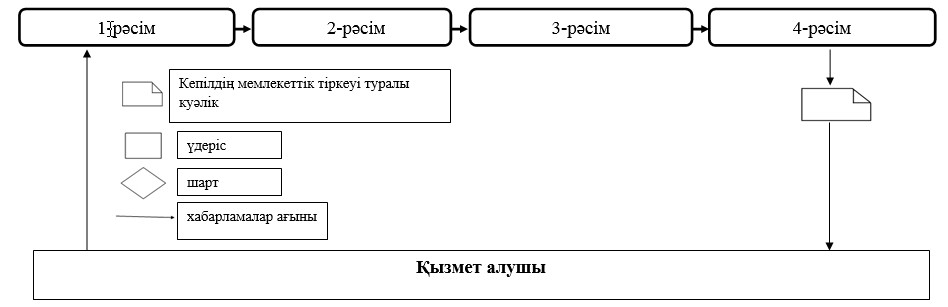 1-рәсім
2-рәсім
3-рәсім
4-рәсім
Кепілдің мемлекеттік тіркеуі туралы
куәлік
үдеріс
шарт
хабарламалар ағыны
Қызмет алушы